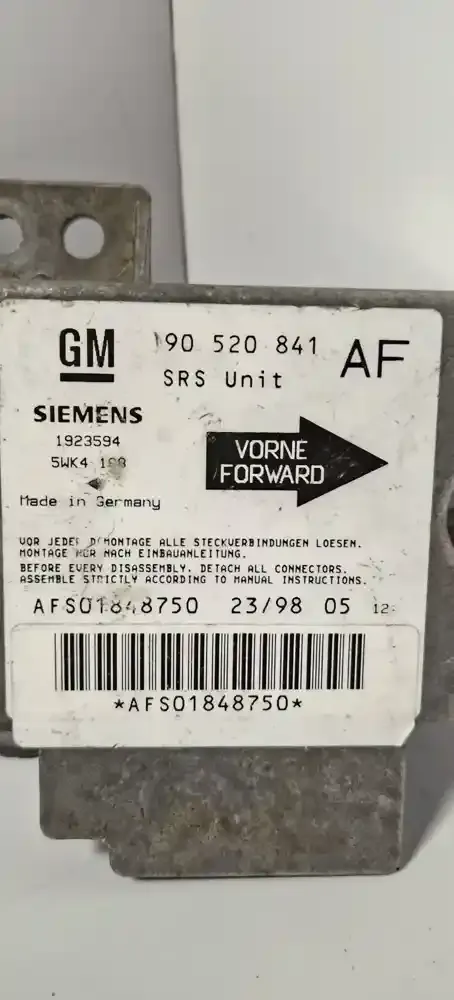 GM 90 520 841 AF
SRS Unit
SIEMENS
1923594
5WK4
VORNE
FORWARD
Made in Germany
VOR JEDER DEMONTAGE ALLE STECKVERBINDUNGEN LOESEN.
MONTAGE NUR NACH EINBAUANLEITUNG.
BEFORE EVERY DISASSEMBLY. DETACH ALL CONNECTORS.
ASSEMBLE STRICTLY ACCORDING TO MANUAL INSTRUCTIONS.
AFS01848750 23/98 05 12:
*AFS01848750*